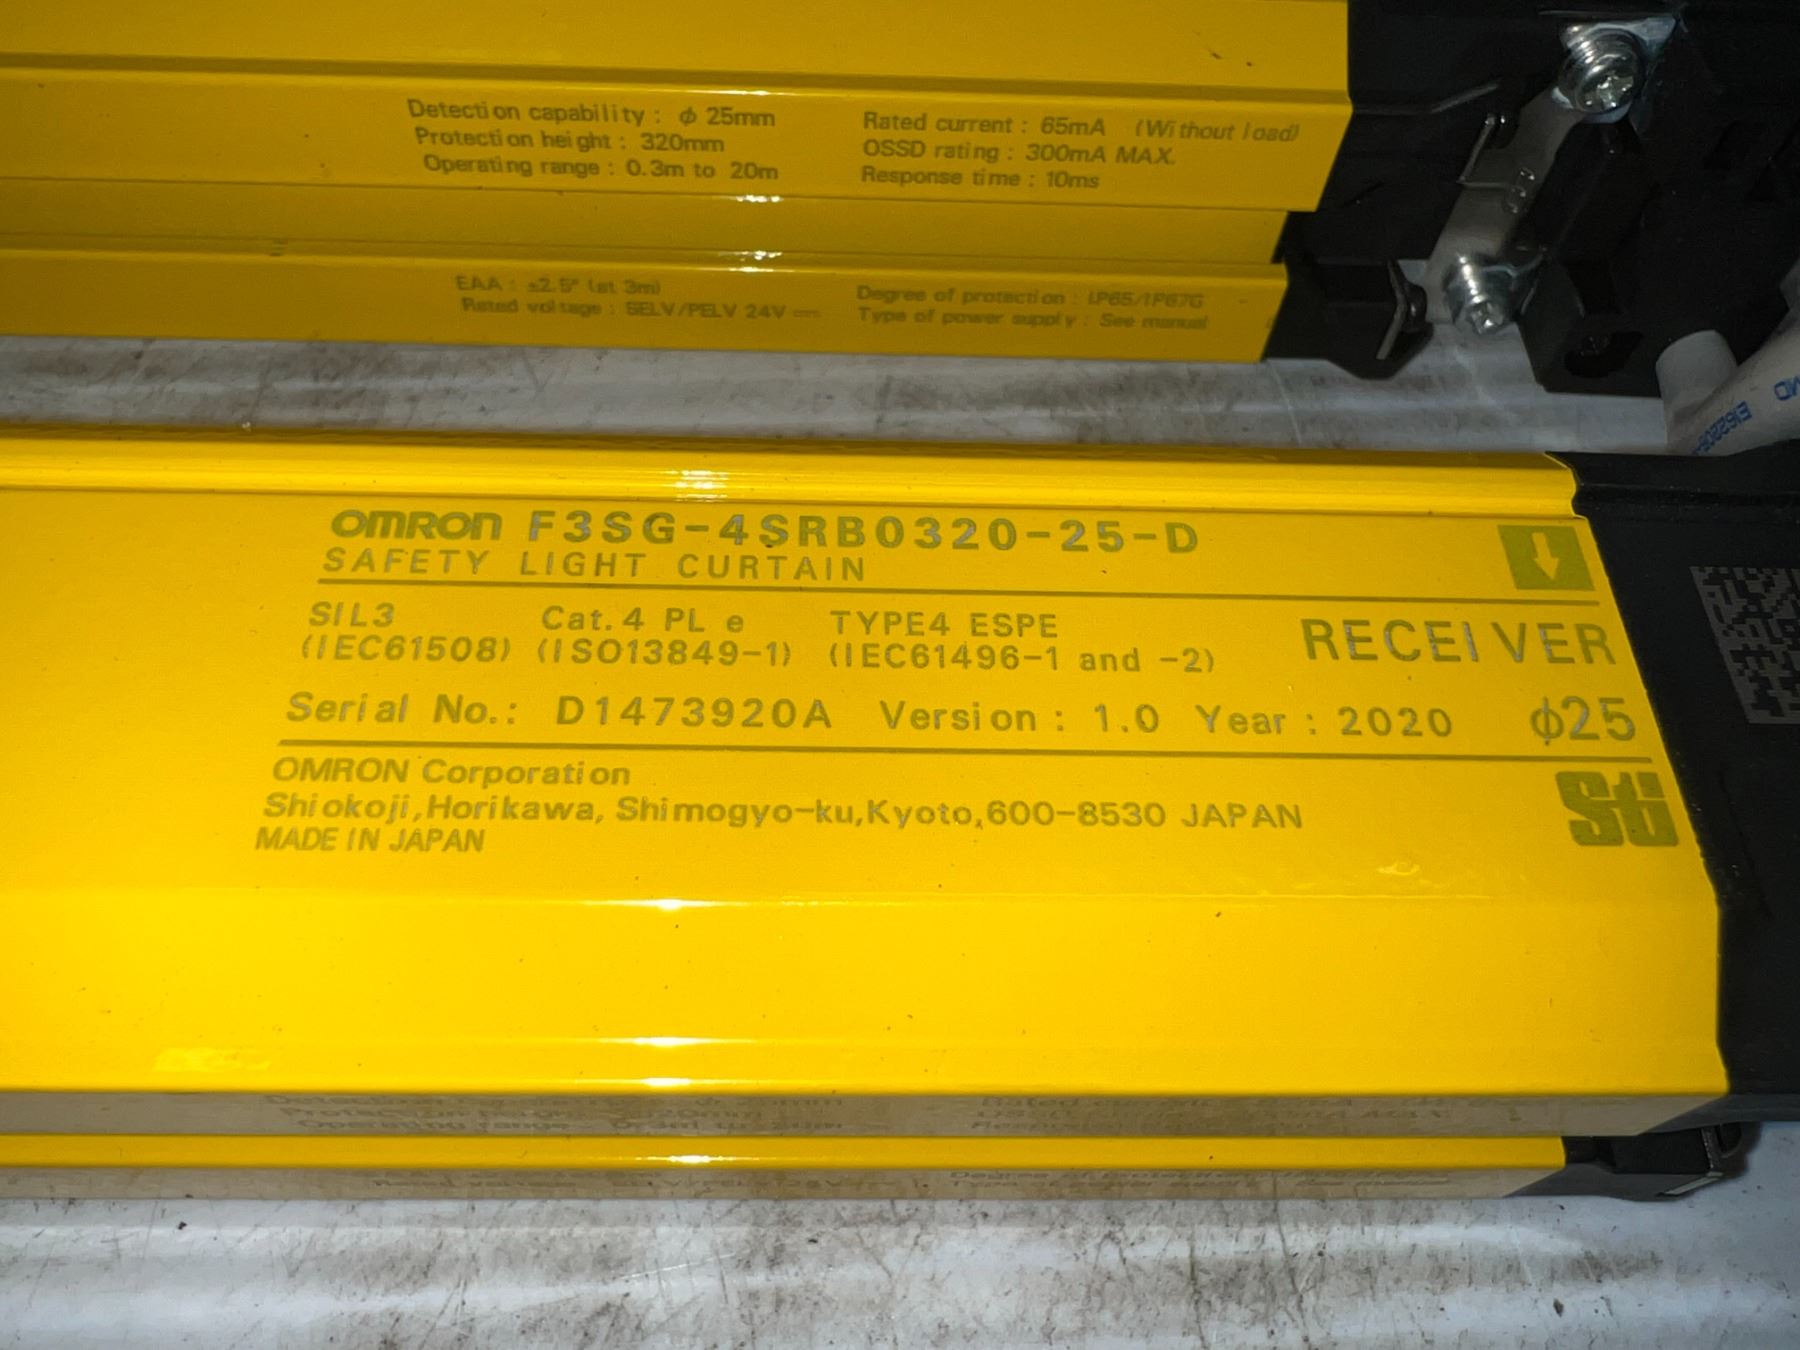 Detection capability : φ 25mm
Protection height : 320mm
Operating range : 0.3m to 20m
Rated current : 65mA (Without load)
OSSD rating : 300mA MAX.
Response time : 10ms
EAA : ±2.5° (at 3m)
Rated voltage : SELV/PELV 24V
Degree of protection : IP65/IP67G
Type of power supply : See manual
OMRON F3SG-4SRB0320-25-D
SAFETY LIGHT CURTAIN
SIL3 Cat.4 PL e TYPE4 ESPE
(IEC61508) (ISO13849-1) (IEC61496-1 and -2)
RECEIVER
Serial No.: D1473920A Version : 1.0 Year : 2020 φ25
OMRON Corporation
Shiokoji,Horikawa, Shimogyo-ku,Kyoto,600-8530 JAPAN
MADE IN JAPAN
Sti